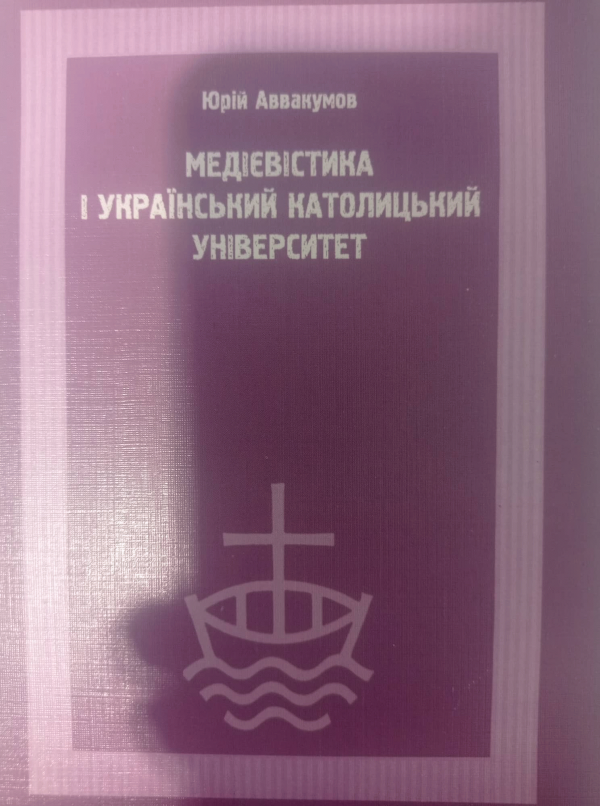 Юрій Аввакумов
МЕДІЄВІСТИКА
І УКРАЇНСЬКИЙ КАТОЛИЦЬКИЙ
УНІВЕРСИТЕТ